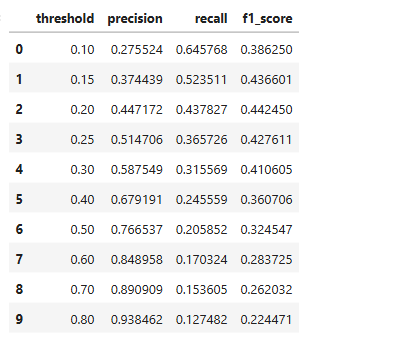 threshold precision recall f1_score
0 0.10 0.275524 0.645768 0.386250
1 0.15 0.374439 0.523511 0.436601
2 0.20 0.447172 0.437827 0.442450
3 0.25 0.514706 0.365726 0.427611
4 0.30 0.587549 0.315569 0.410605
5 0.40 0.679191 0.245559 0.360706
6 0.50 0.766537 0.205852 0.324547
7 0.60 0.848958 0.170324 0.283725
8 0.70 0.890909 0.153605 0.262032
9 0.80 0.938462 0.127482 0.224471